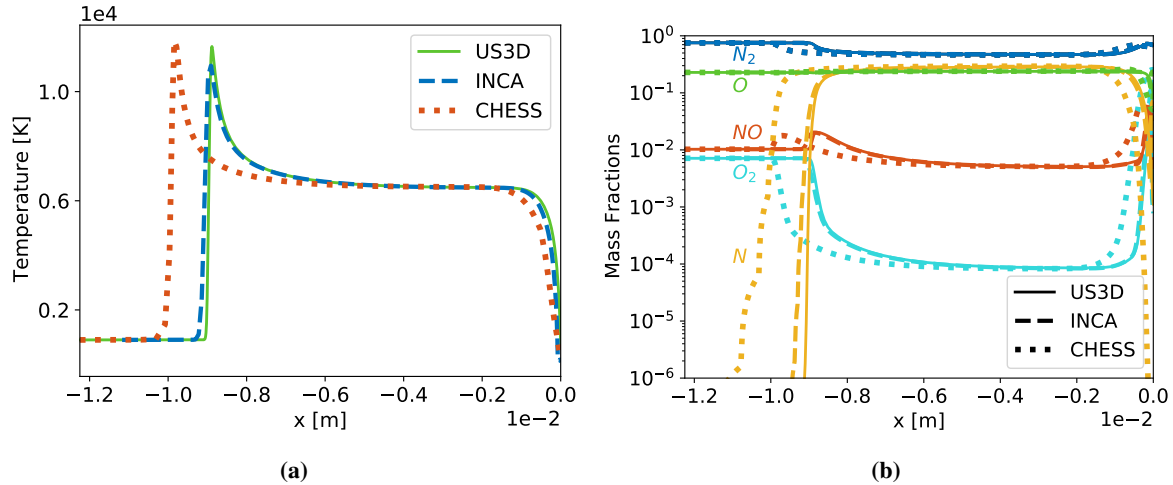 1e4
1.0
0.6
0.2
Temperature [K]
US3D
INCA
CHESS
−1.2 −1.0 −0.8 −0.6 −0.4 −0.2 0.0
x [m]
1e−2
(a)
10⁰
10⁻¹
10⁻²
10⁻³
10⁻⁴
10⁻⁵
10⁻⁶
Mass Fractions
N₂
O
NO
O₂
N
US3D
INCA
CHESS
−1.2 −1.0 −0.8 −0.6 −0.4 −0.2 0.0
x [m]
1e−2
(b)